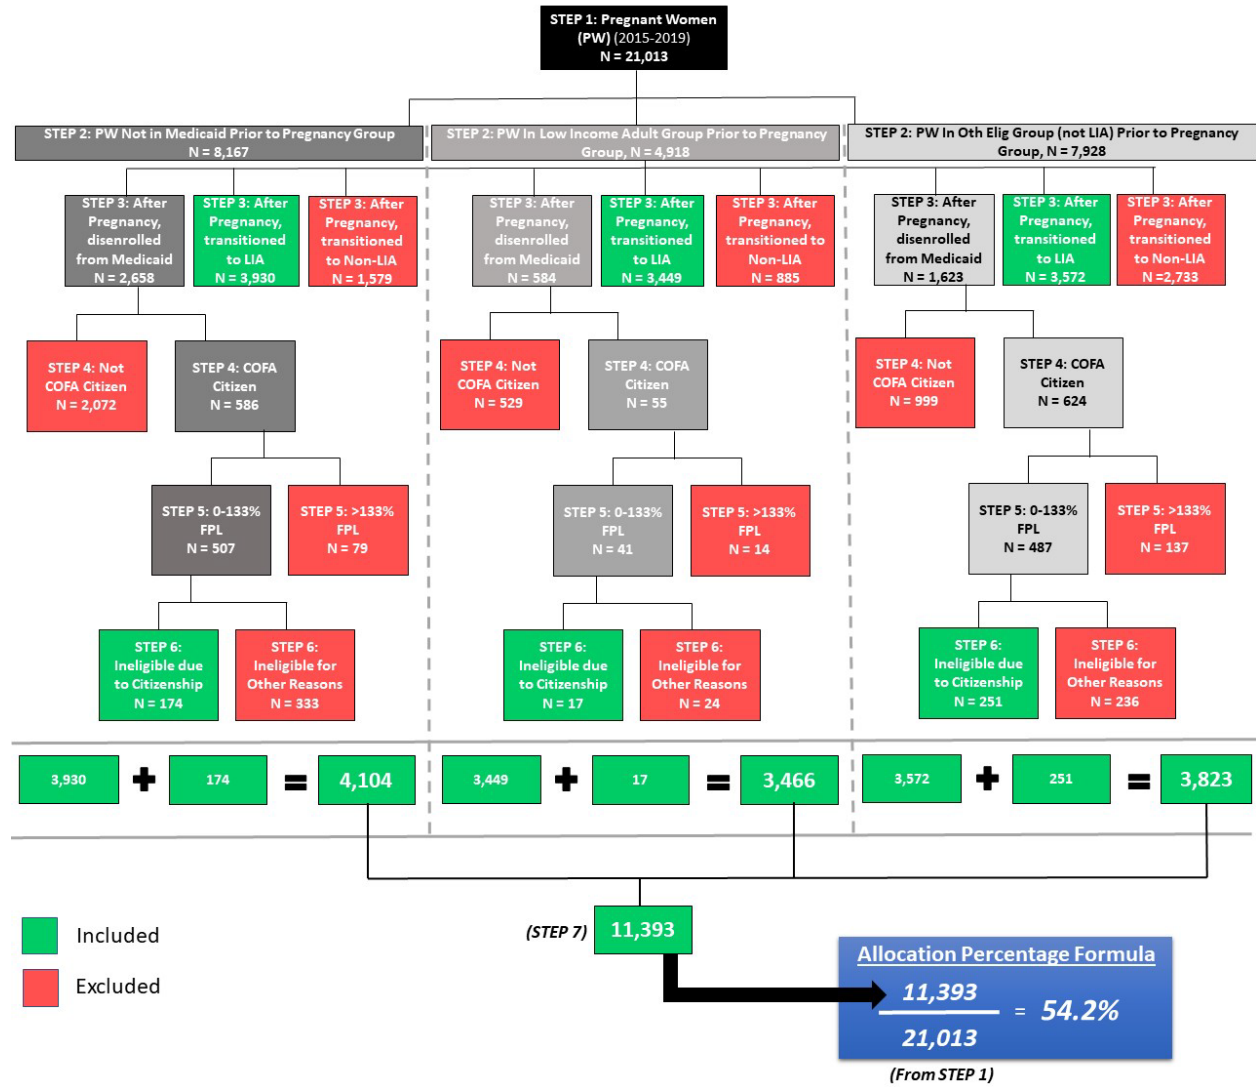 STEP 1: Pregnant Women
(PW) (2015-2019)
N = 21,013
STEP 2: PW Not in Medicaid Prior to Pregnancy Group
N = 8,167
STEP 2: PW In Low Income Adult Group Prior to Pregnancy
Group, N = 4,918
STEP 2: PW In Oth Elig Group (not LIA) Prior to Pregnancy
Group, N = 7,928
STEP 3: After
Pregnancy,
disenrolled
from Medicaid
N = 2,658
STEP 3: After
Pregnancy,
transitioned
to LIA
N = 3,930
STEP 3: After
Pregnancy,
transitioned
to Non-LIA
N = 1,579
STEP 3: After
Pregnancy,
disenrolled
from Medicaid
N = 584
STEP 3: After
Pregnancy,
transitioned
to LIA
N = 3,449
STEP 3: After
Pregnancy,
transitioned to
Non-LIA
N = 885
STEP 3: After
Pregnancy,
disenrolled
from Medicaid
N = 1,623
STEP 3: After
Pregnancy,
transitioned
to LIA
N = 3,572
STEP 3: After
Pregnancy,
transitioned to
Non-LIA
N =2,733
STEP 4: Not
COFA Citizen
N = 2,072
STEP 4: COFA
Citizen
N = 586
STEP 4: Not
COFA Citizen
N = 529
STEP 4: COFA
Citizen
N = 55
STEP 4: Not
COFA Citizen
N = 999
STEP 4: COFA
Citizen
N = 624
STEP 5: 0-133%
FPL
N = 507
STEP 5: >133%
FPL
N = 79
STEP 5: 0-133%
FPL
N = 41
STEP 5: >133%
FPL
N = 14
STEP 5: 0-133%
FPL
N = 487
STEP 5: >133%
FPL
N = 137
STEP 6:
Ineligible due
to Citizenship
N = 174
STEP 6:
Ineligible for
Other Reasons
N = 333
STEP 6:
Ineligible due
to Citizenship
N = 17
STEP 6:
Ineligible for
Other Reasons
N = 24
STEP 6:
Ineligible due
to Citizenship
N = 251
STEP 6:
Ineligible for
Other Reasons
N = 236
3,930 + 174 = 4,104
3,449 + 17 = 3,466
3,572 + 251 = 3,823
(STEP 7) 11,393
Included
Excluded
Allocation Percentage Formula
11,393
21,013
= 54.2%
(From STEP 1)